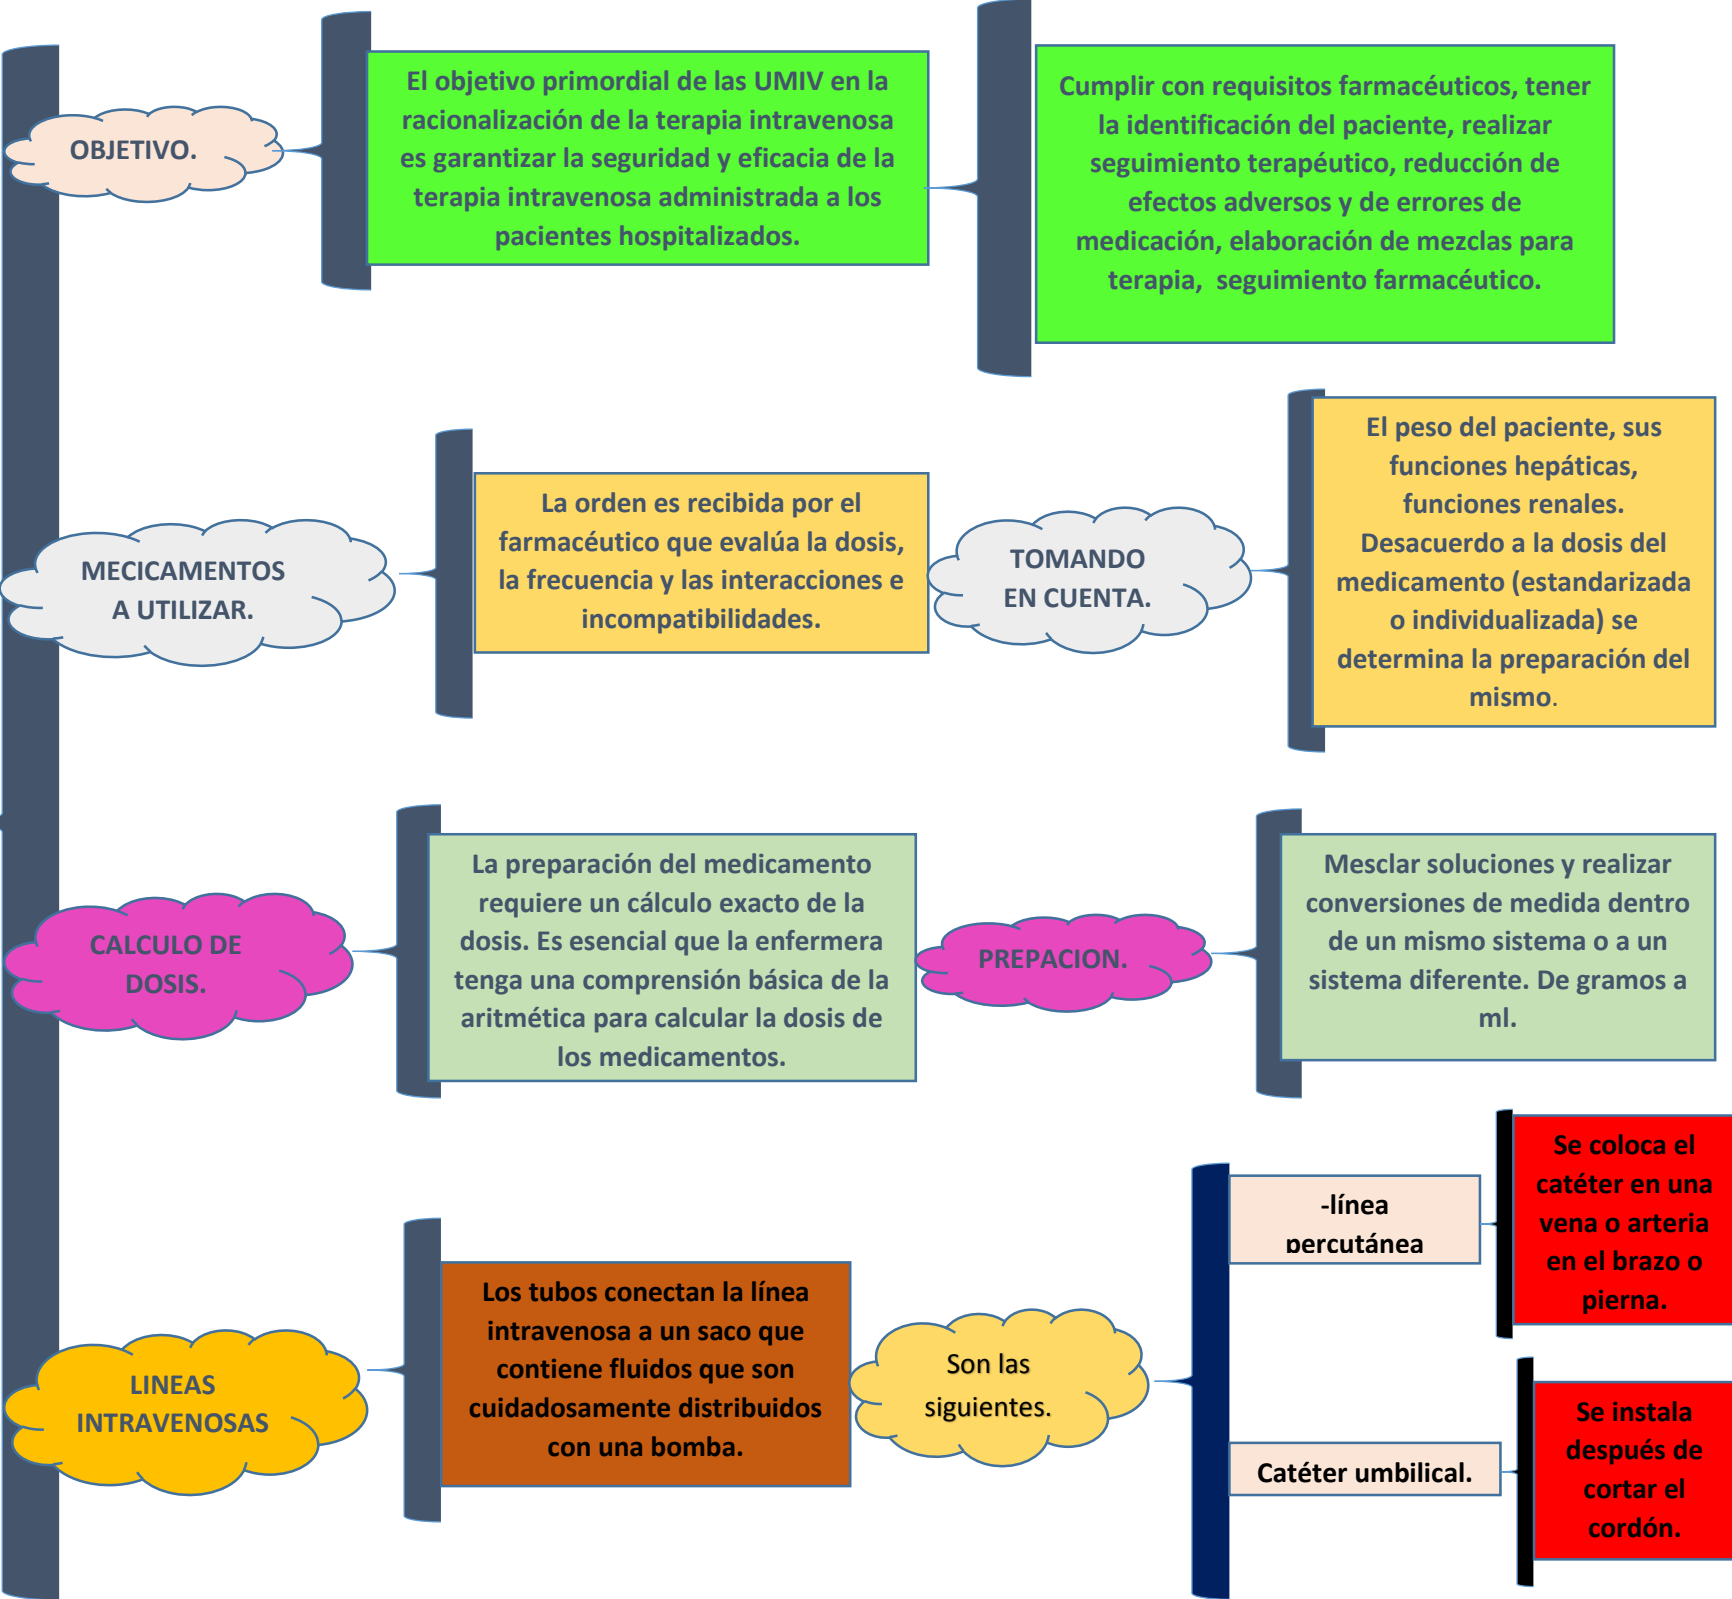 OBJETIVO.
El objetivo primordial de las UMIV en la
racionalización de la terapia intravenosa
es garantizar la seguridad y eficacia de la
terapia intravenosa administrada a los
pacientes hospitalizados.
Cumplir con requisitos farmacéuticos, tener
la identificación del paciente, realizar
seguimiento terapéutico, reducción de
efectos adversos y de errores de
medicación, elaboración de mezclas para
terapia,  seguimiento farmacéutico.
MECICAMENTOS
A UTILIZAR.
La orden es recibida por el
farmacéutico que evalúa la dosis,
la frecuencia y las interacciones e
incompatibilidades.
TOMANDO
EN CUENTA.
El peso del paciente, sus
funciones hepáticas,
funciones renales.
Desacuerdo a la dosis del
medicamento (estandarizada
o individualizada) se
determina la preparación del
mismo.
CALCULO DE
DOSIS.
La preparación del medicamento
requiere un cálculo exacto de la
dosis. Es esencial que la enfermera
tenga una comprensión básica de la
aritmética para calcular la dosis de
los medicamentos.
PREPACION.
Mesclar soluciones y realizar
conversiones de medida dentro
de un mismo sistema o a un
sistema diferente. De gramos a
ml.
LINEAS
INTRAVENOSAS
Los tubos conectan la línea
intravenosa a un saco que
contiene fluidos que son
cuidadosamente distribuidos
con una bomba.
Son las
siguientes.
-línea
percutánea
Se coloca el
catéter en una
vena o arteria
en el brazo o
pierna.
Catéter umbilical.
Se instala
después de
cortar el
cordón.